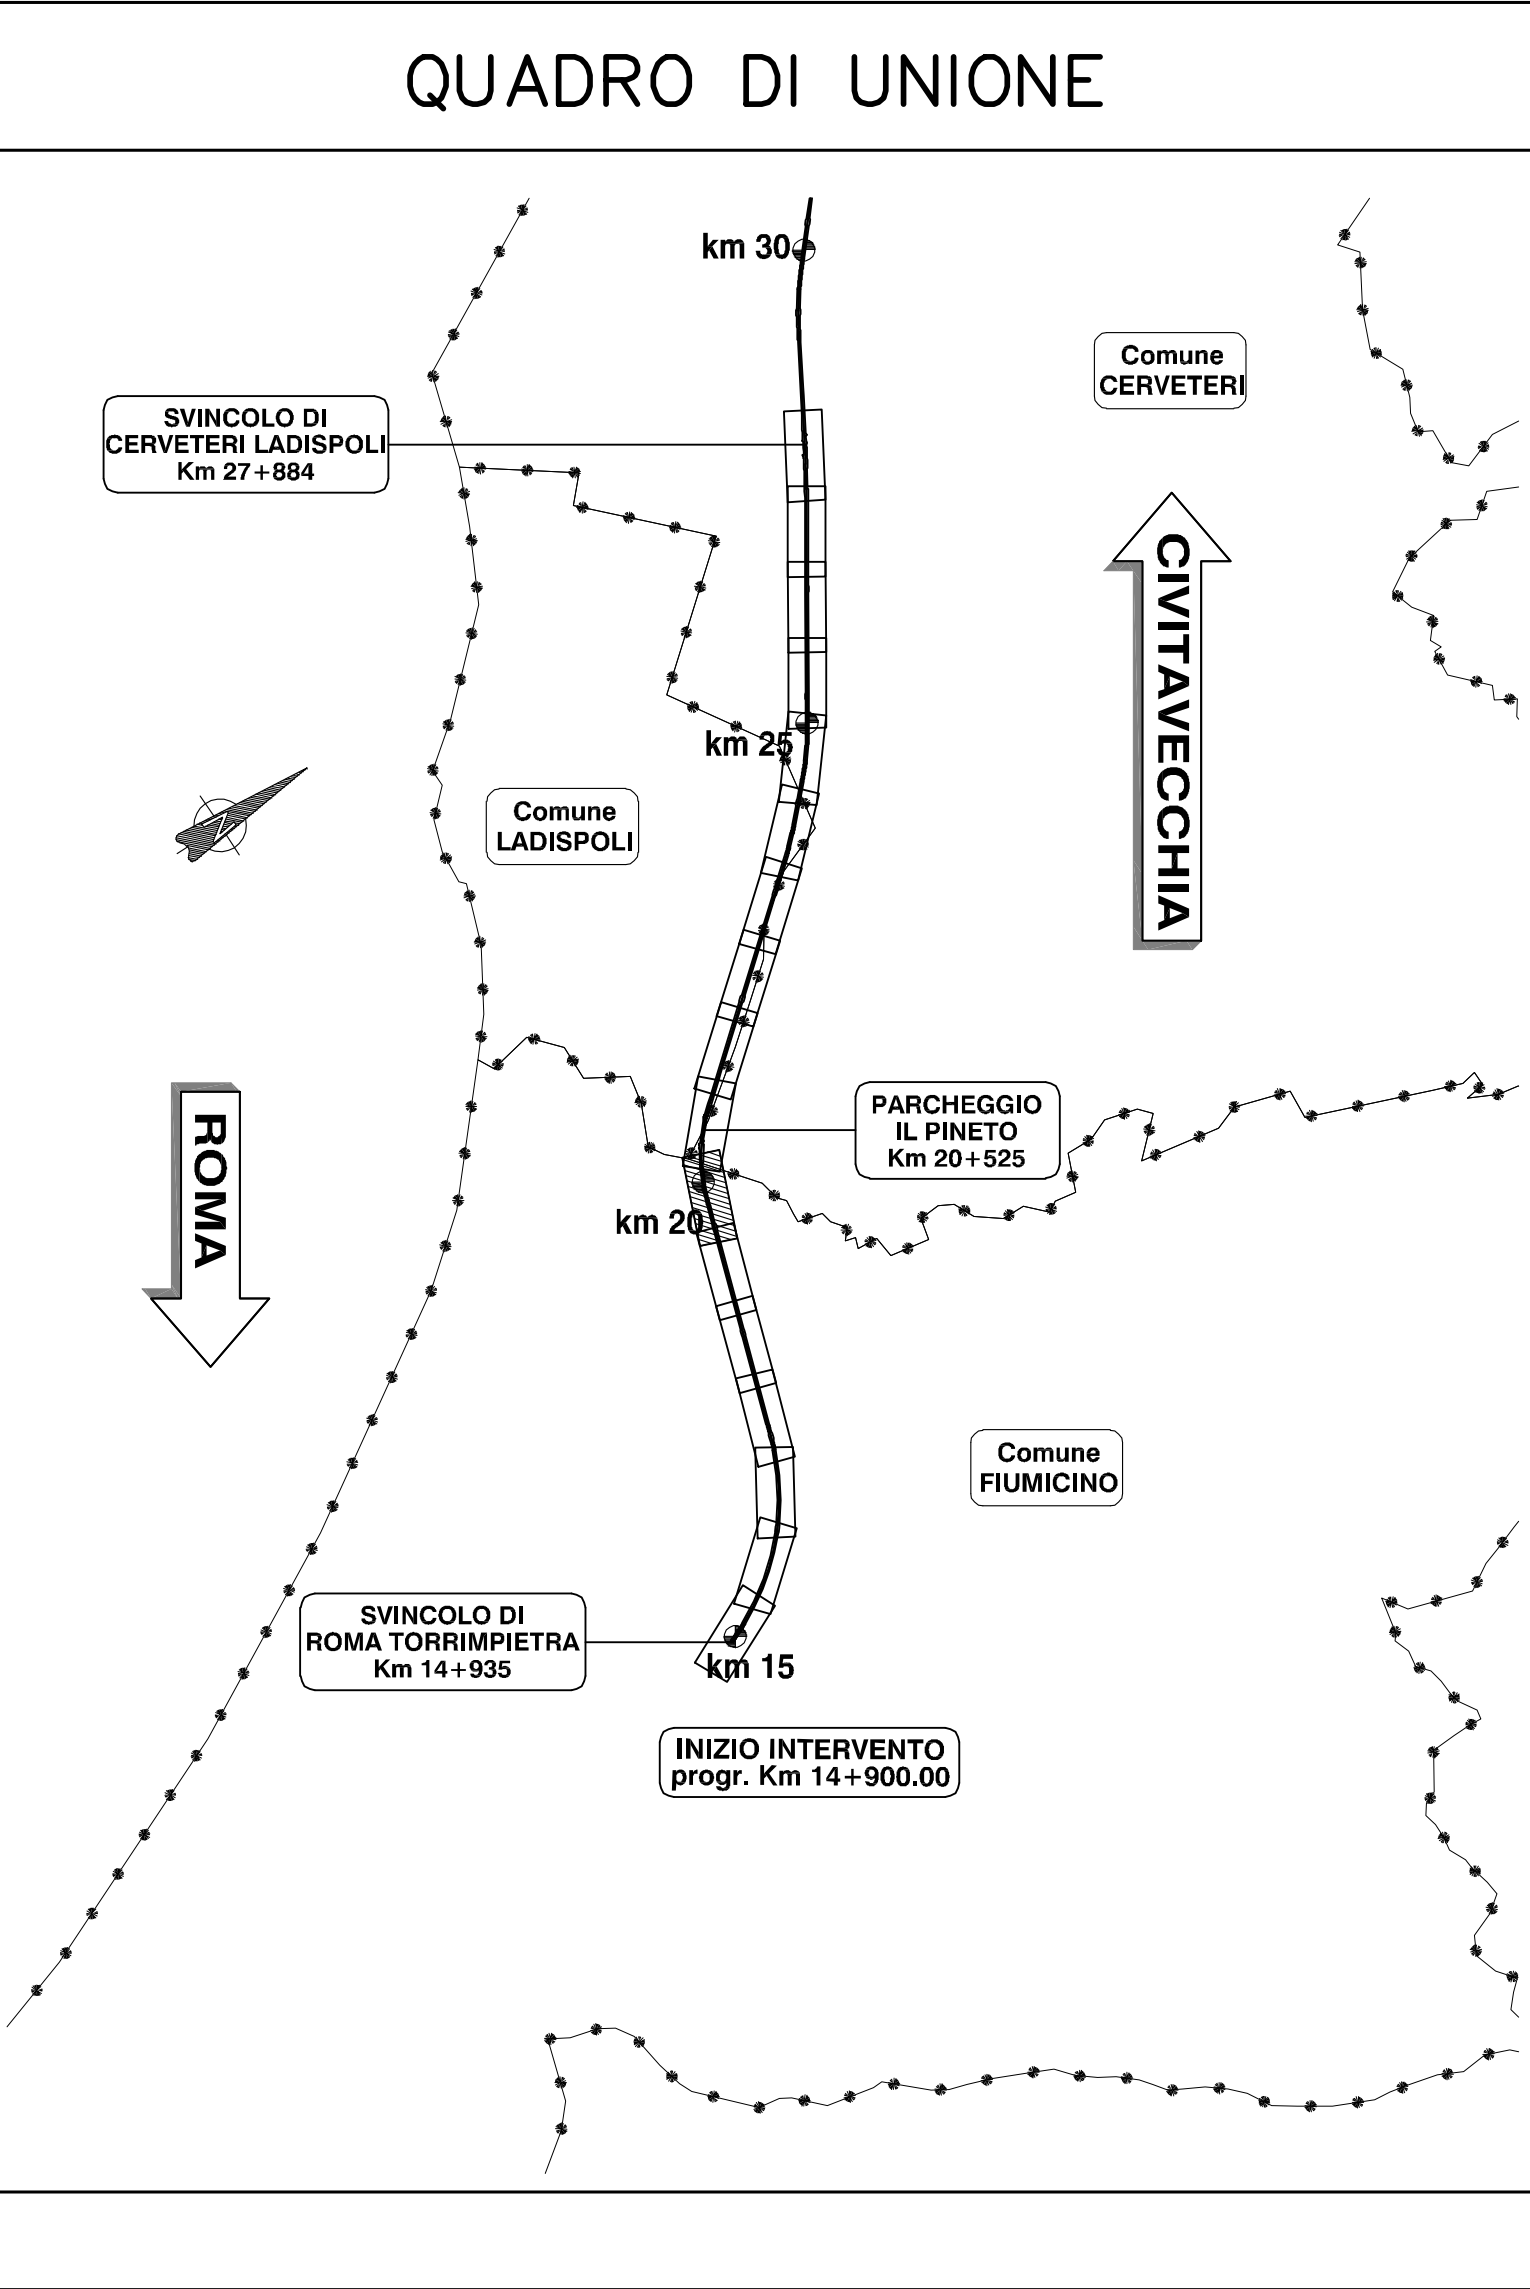 QUADRO DI UNIONE
km 30
Comune
CERVETERI
SVINCOLO DI
CERVETERI LADISPOLI
Km 27+884
CIVITAVECCHIA
km 25
Comune
LADISPOLI
Z
ROMA
PARCHEGGIO
IL PINETO
Km 20+525
km 20
Comune
FIUMICINO
SVINCOLO DI
ROMA TORRIMPIETRA
Km 14+935
km 15
INIZIO INTERVENTO
progr. Km 14+900.00